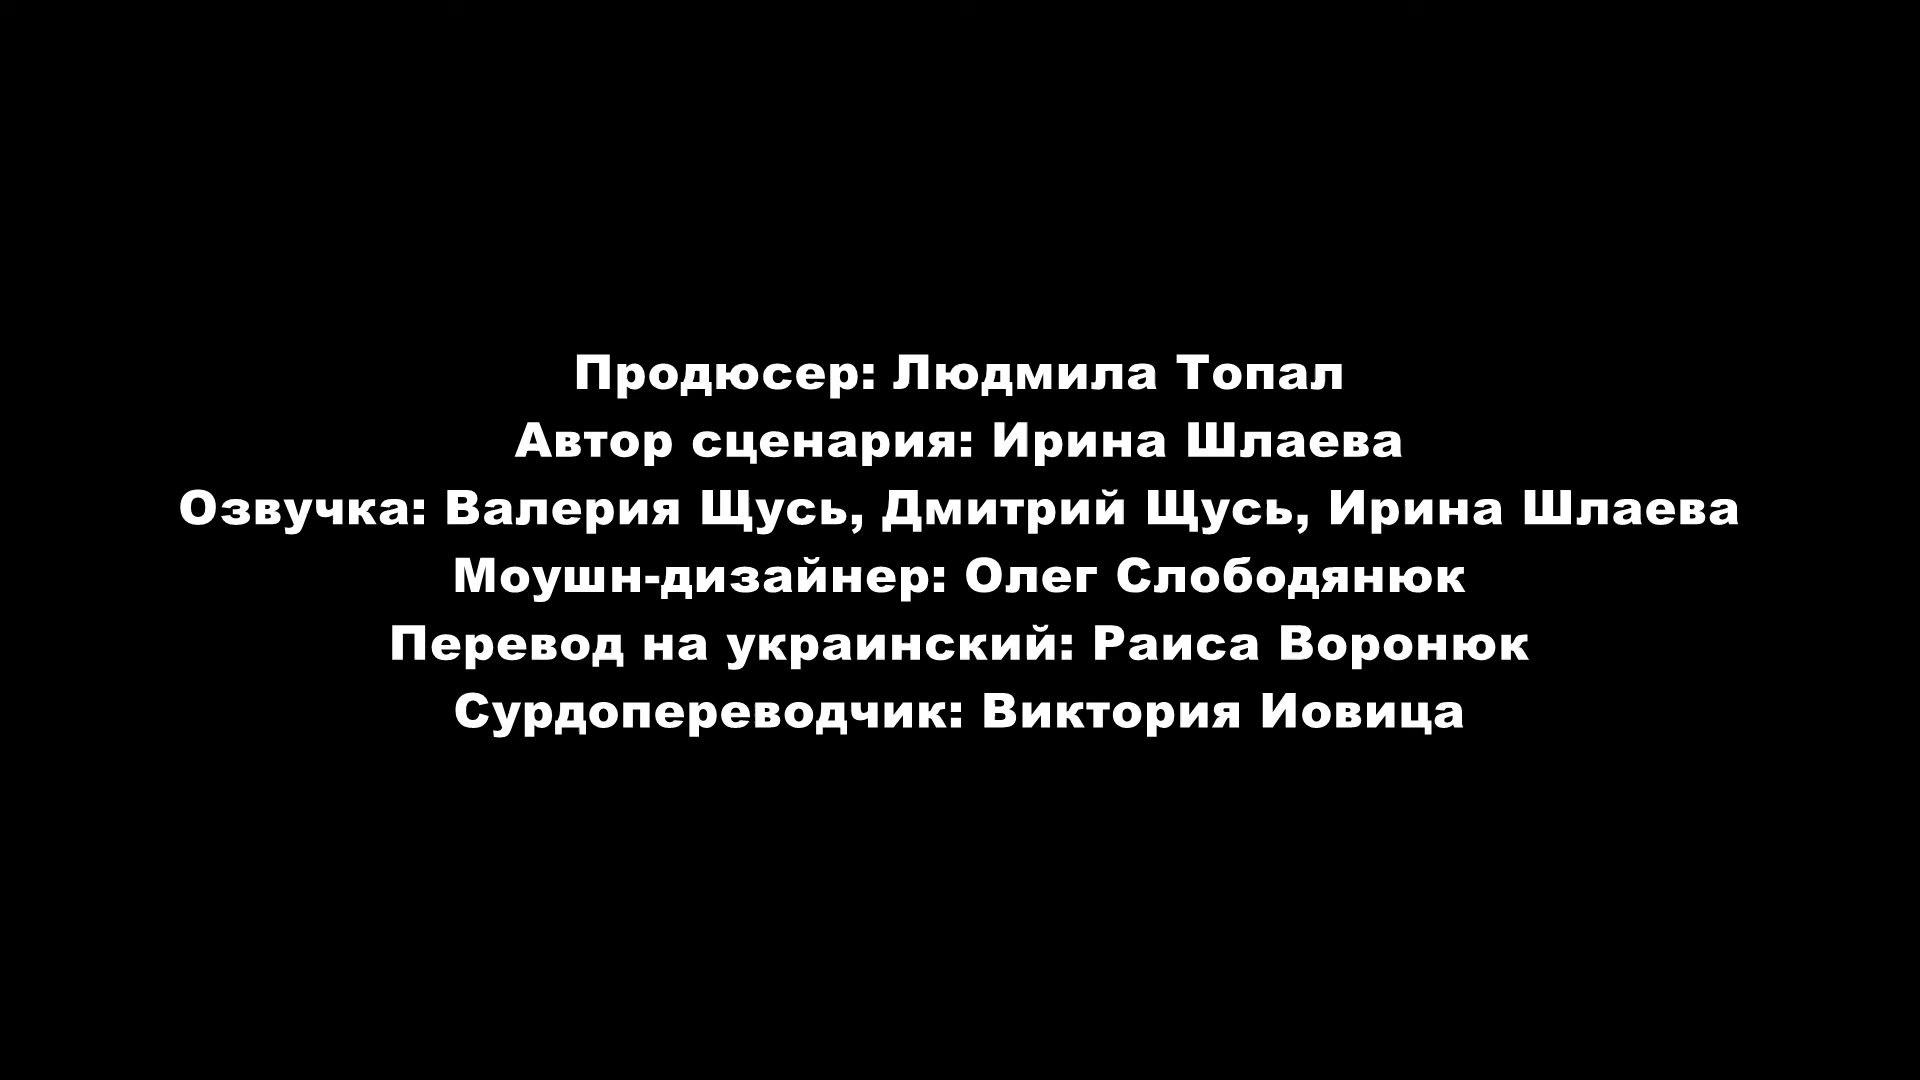 Продюсер: Людмила Топал
Автор сценария: Ирина Шлаева
Озвучка: Валерия Щусь, Дмитрий Щусь, Ирина Шлаева
Моушн-дизайнер: Олег Слободянюк
Перевод на украинский: Раиса Воронюк
Сурдопереводчик: Виктория Иовица